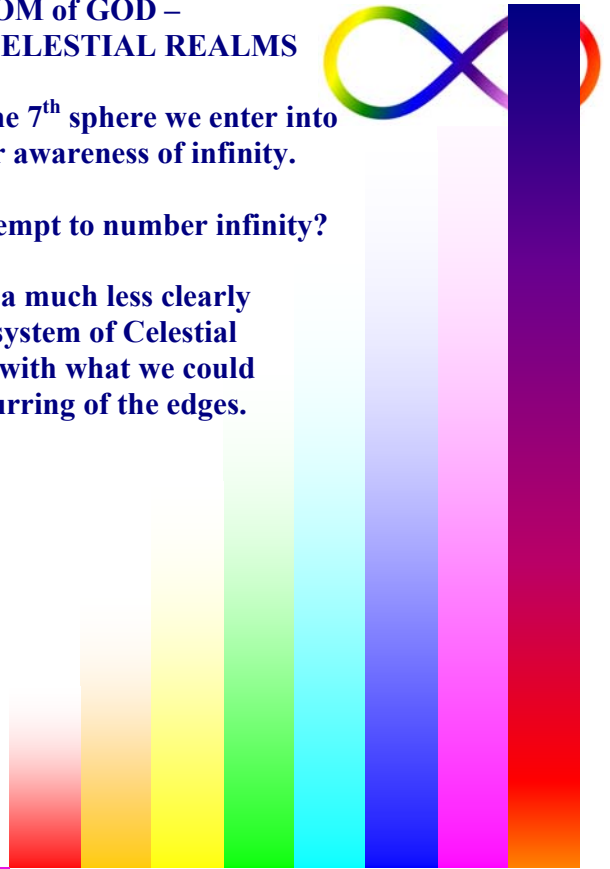 OM of GOD –
ELESTIAL REALMS
he 7th sphere we enter into
r awareness of infinity.
empt to number infinity?
a much less clearly
system of Celestial
with what we could
urring of the edges.